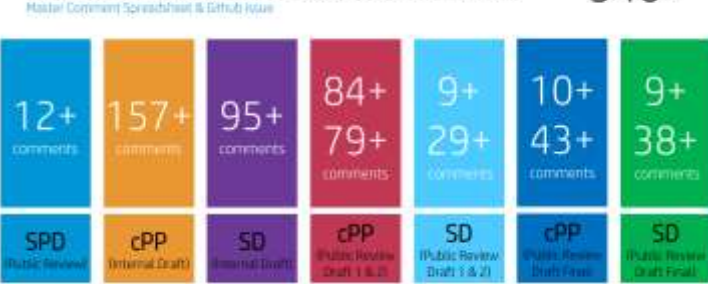 Master Comment Spreadsheet & Github Issue
12+
comments
157+
comments
95+
comments
84+
79+
comments
9+
29+
comments
10+
43+
comments
9+
38+
comments
SPD
(Public Review)
cPP
(Internal Draft)
SD
(Internal Draft)
cPP
(Public Review
Draft 1 & 2)
SD
(Public Review
Draft 1 & 2)
cPP
(Public Review
Draft Final)
SD
(Public Review
Draft Final)